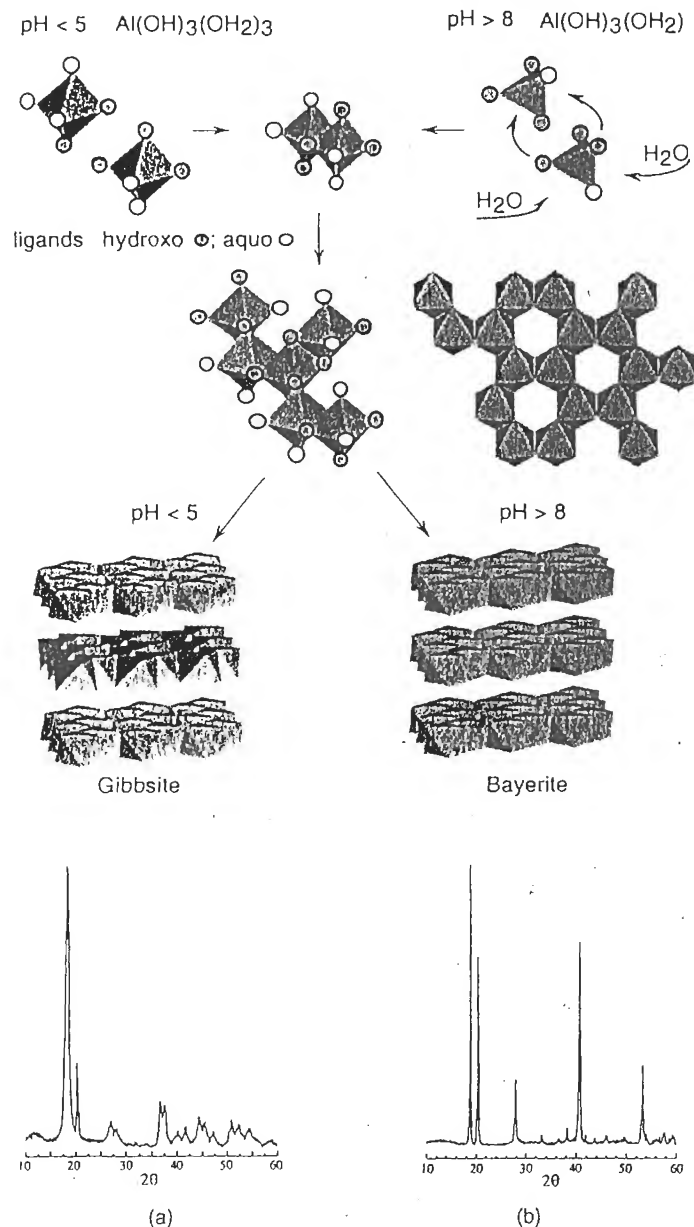 pH < 5 Al(OH)3(OH2)3
pH > 8 Al(OH)3(OH2)
H2O
H2O
ligands hydroxo ; aquo
pH < 5
pH > 8
Gibbsite
Bayerite
10 20 30 40 50 60
2θ
10 20 30 40 50 60
2θ
(a)
(b)